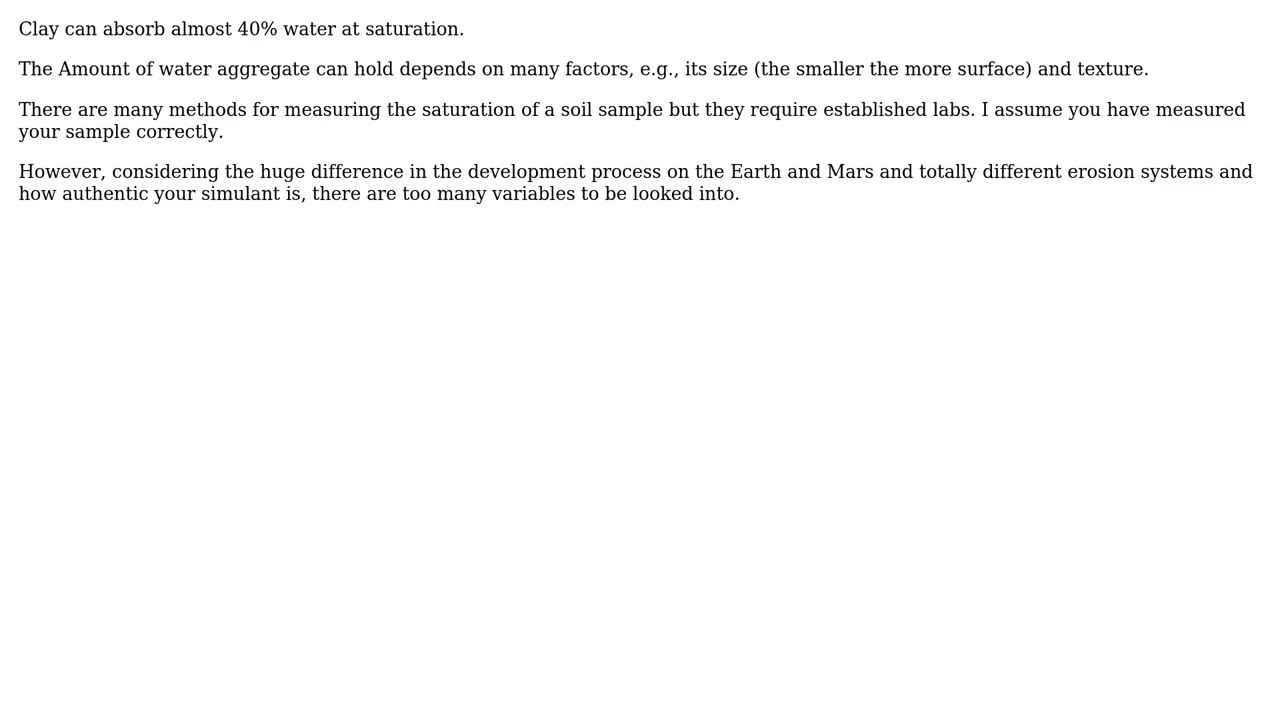 Clay can absorb almost 40% water at saturation.
The Amount of water aggregate can hold depends on many factors, e.g., its size (the smaller the more surface) and texture.
There are many methods for measuring the saturation of a soil sample but they require established labs. I assume you have measured
your sample correctly.
However, considering the huge difference in the development process on the Earth and Mars and totally different erosion systems and
how authentic your simulant is, there are too many variables to be looked into.